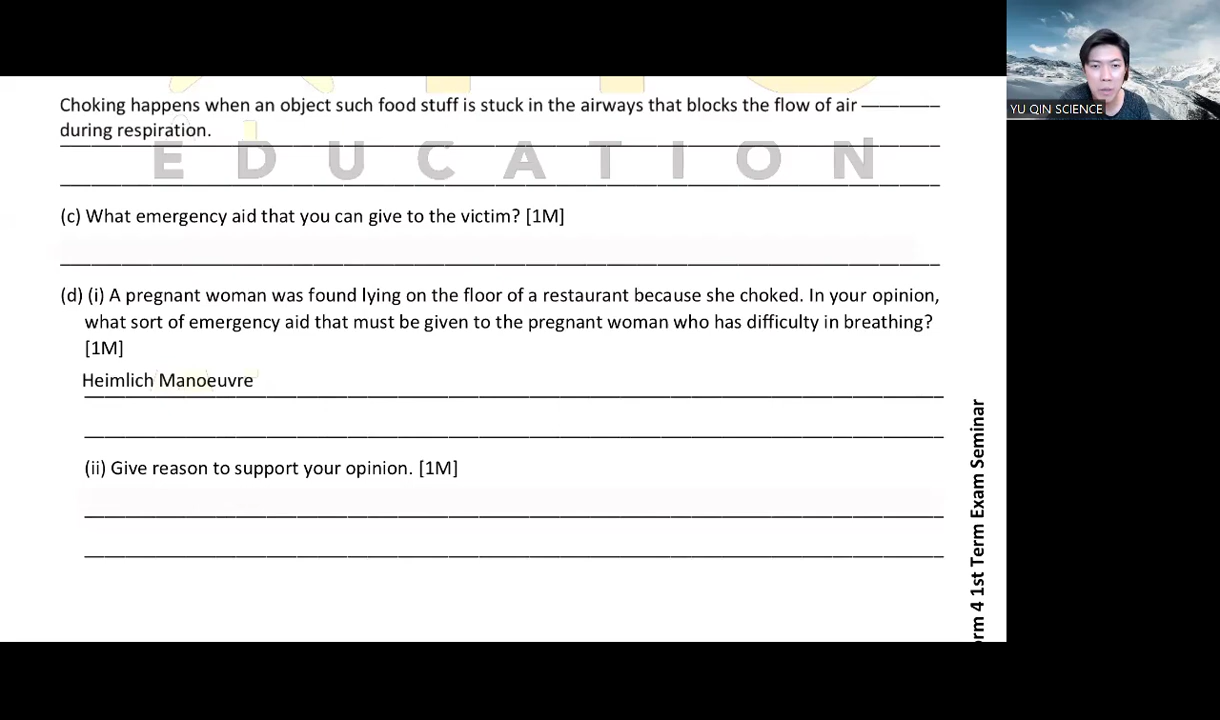 YU QIN SCIENCE
Choking happens when an object such food stuff is stuck in the airways that blocks the flow of air
during respiration.
E D U C A T I O N
(c) What emergency aid that you can give to the victim? [1M]
(d) (i) A pregnant woman was found lying on the floor of a restaurant because she choked. In your opinion,
what sort of emergency aid that must be given to the pregnant woman who has difficulty in breathing?
[1M]
Heimlich Manoeuvre
(ii) Give reason to support your opinion. [1M]
4 1st Term Exam Seminar